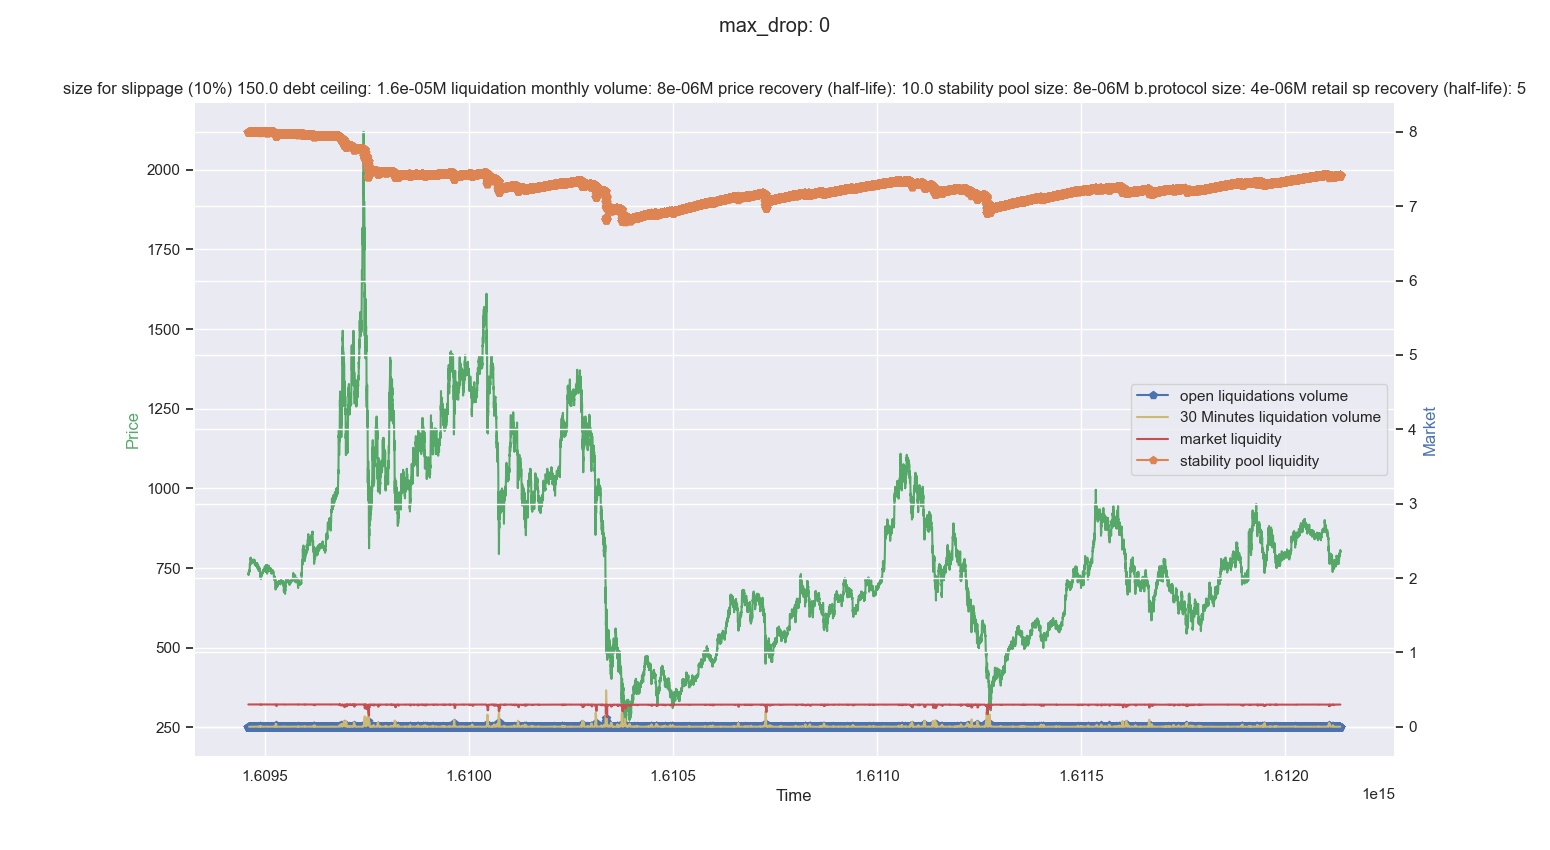 max_drop: 0
size for slippage (10%) 150.0 debt ceiling: 1.6e-05M liquidation monthly volume: 8e-06M price recovery (half-life): 10.0 stability pool size: 8e-06M b.protocol size: 4e-06M retail sp recovery (half-life): 5
2000
1750
1500
1250
1000
750
500
250
Price
8
7
6
5
4
3
2
1
0
Market
open liquidations volume
30 Minutes liquidation volume
market liquidity
stability pool liquidity
1.6095
1.6100
1.6105
1.6110
1.6115
1.6120
Time
1e15